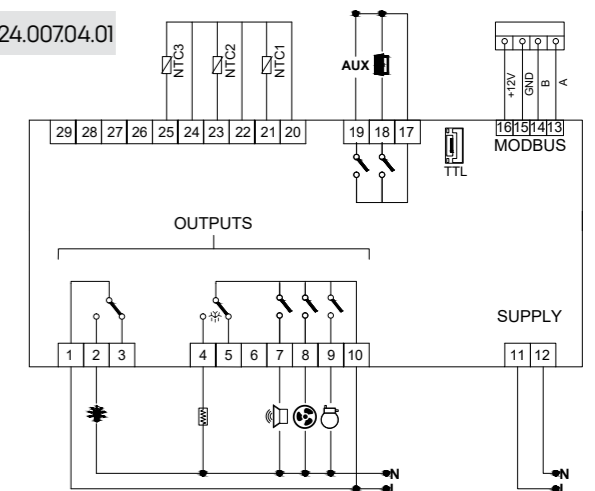 24.007.04.01
NTC3
NTC2
NTC1
AUX
+12V
GND
B
A
29 28 27 26 25 24 23 22 21 20
19 18 17
16 15 14 13
MODBUS
TTL
OUTPUTS
SUPPLY
1 2 3
4 5 6 7 8 9 10
11 12
N
L
N
L